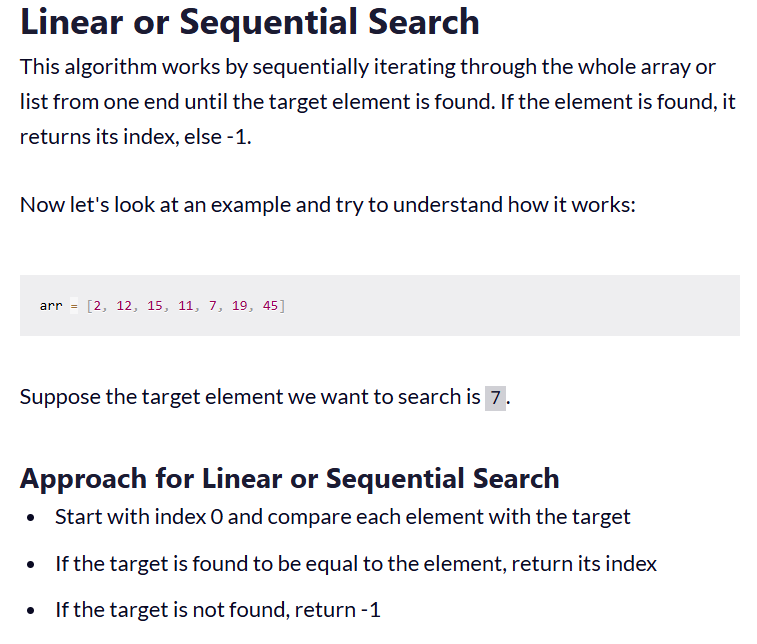 Linear or Sequential Search
This algorithm works by sequentially iterating through the whole array or
list from one end until the target element is found. If the element is found, it
returns its index, else -1.
Now let's look at an example and try to understand how it works:
arr = [2, 12, 15, 11, 7, 19, 45]
Suppose the target element we want to search is 7.
Approach for Linear or Sequential Search
• Start with index 0 and compare each element with the target
• If the target is found to be equal to the element, return its index
• If the target is not found, return -1